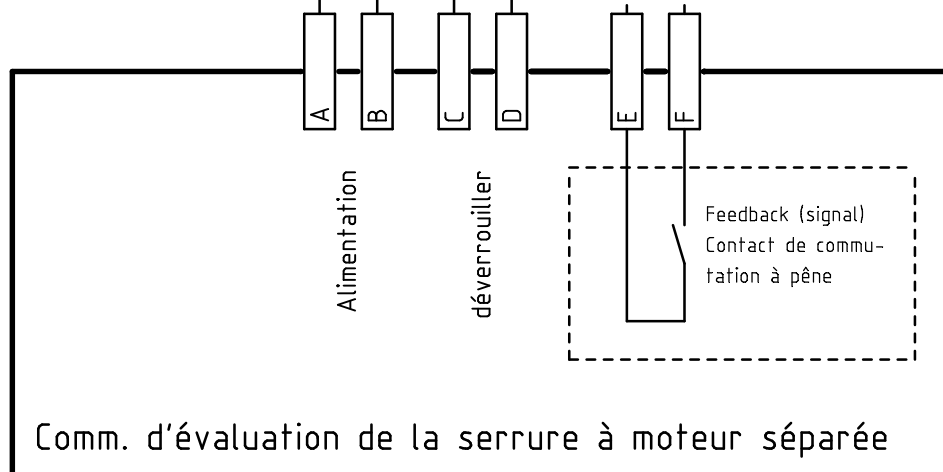 A B C D E F
Alimentation
déverrouiller
Feedback (signal)
Contact de commu-
tation à pêne
Comm. d'évaluation de la serrure à moteur séparée